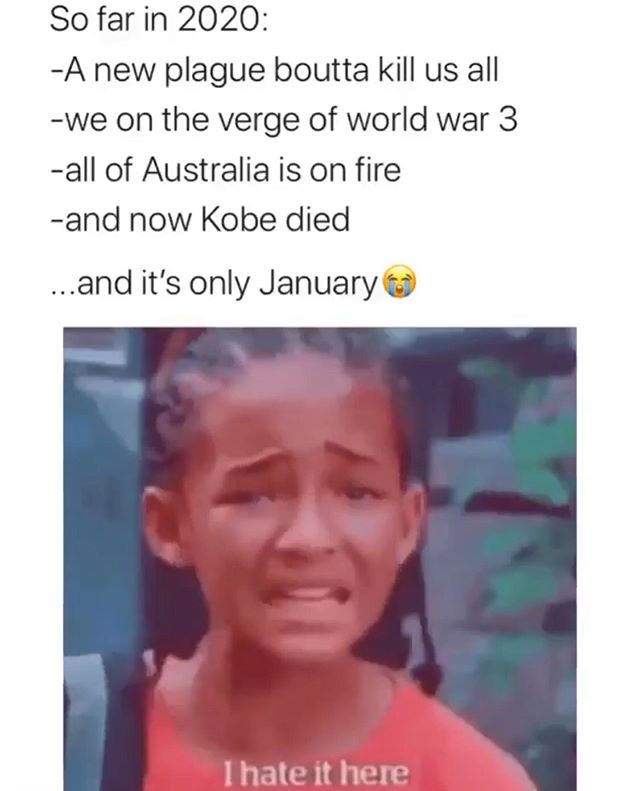 So far in 2020:
-A new plague boutta kill us all
-we on the verge of world war 3
-all of Australia is on fire
-and now Kobe died
...and it's only January😭
I hate it here